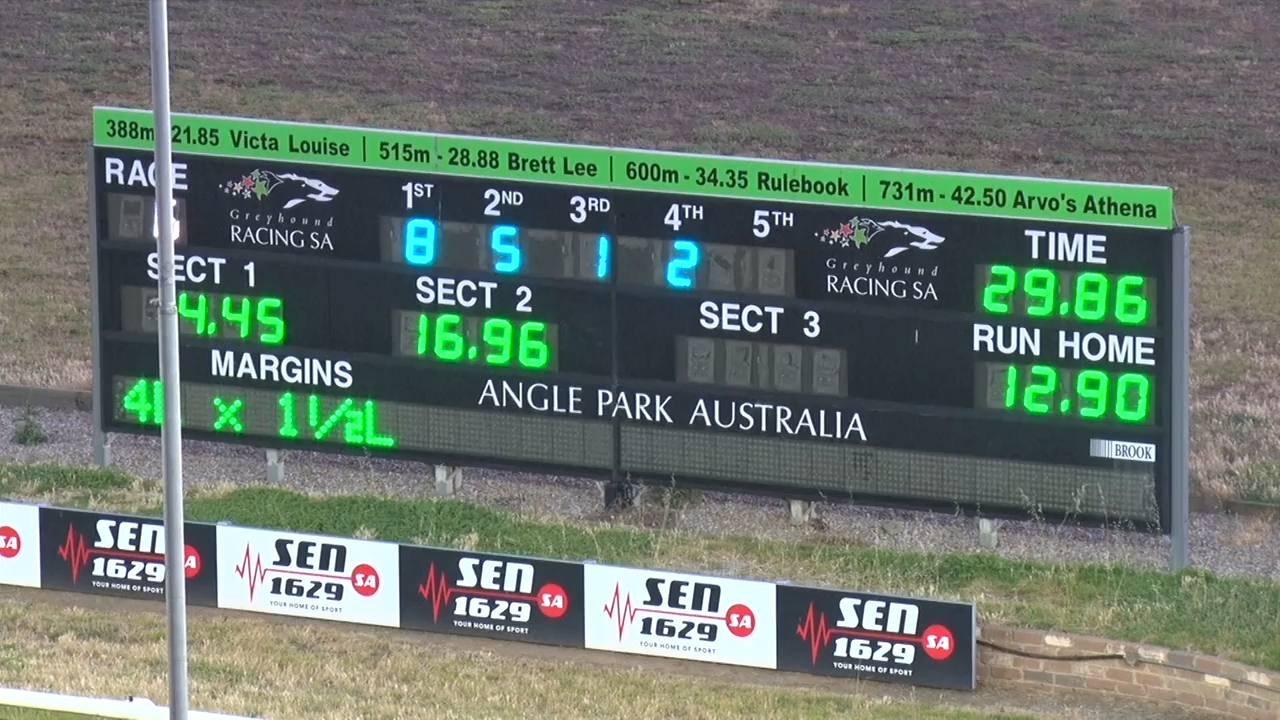 388m 21.85 Victa Louise | 515m - 28.88 Brett Lee | 600m - 34.35 Rulebook | 731m - 42.50 Arvo's Athena
RACE
Greyhound
RACING SA
1ST 2ND 3RD 4TH 5TH
8 5 1 2
Greyhound
RACING SA
TIME
29.86
SECT 1
4.45
SECT 2
16.96
SECT 3
RUN HOME
12.90
MARGINS
4L x 1½L
ANGLE PARK AUSTRALIA
BROOK
SA
SEN
1629
SA
YOUR HOME OF SPORT
SEN
1629
SA
YOUR HOME OF SPORT
SEN
1629
SA
YOUR HOME OF SPORT
SEN
1629
SA
YOUR HOME OF SPORT
SEN
1629
SA
YOUR HOME OF SPORT